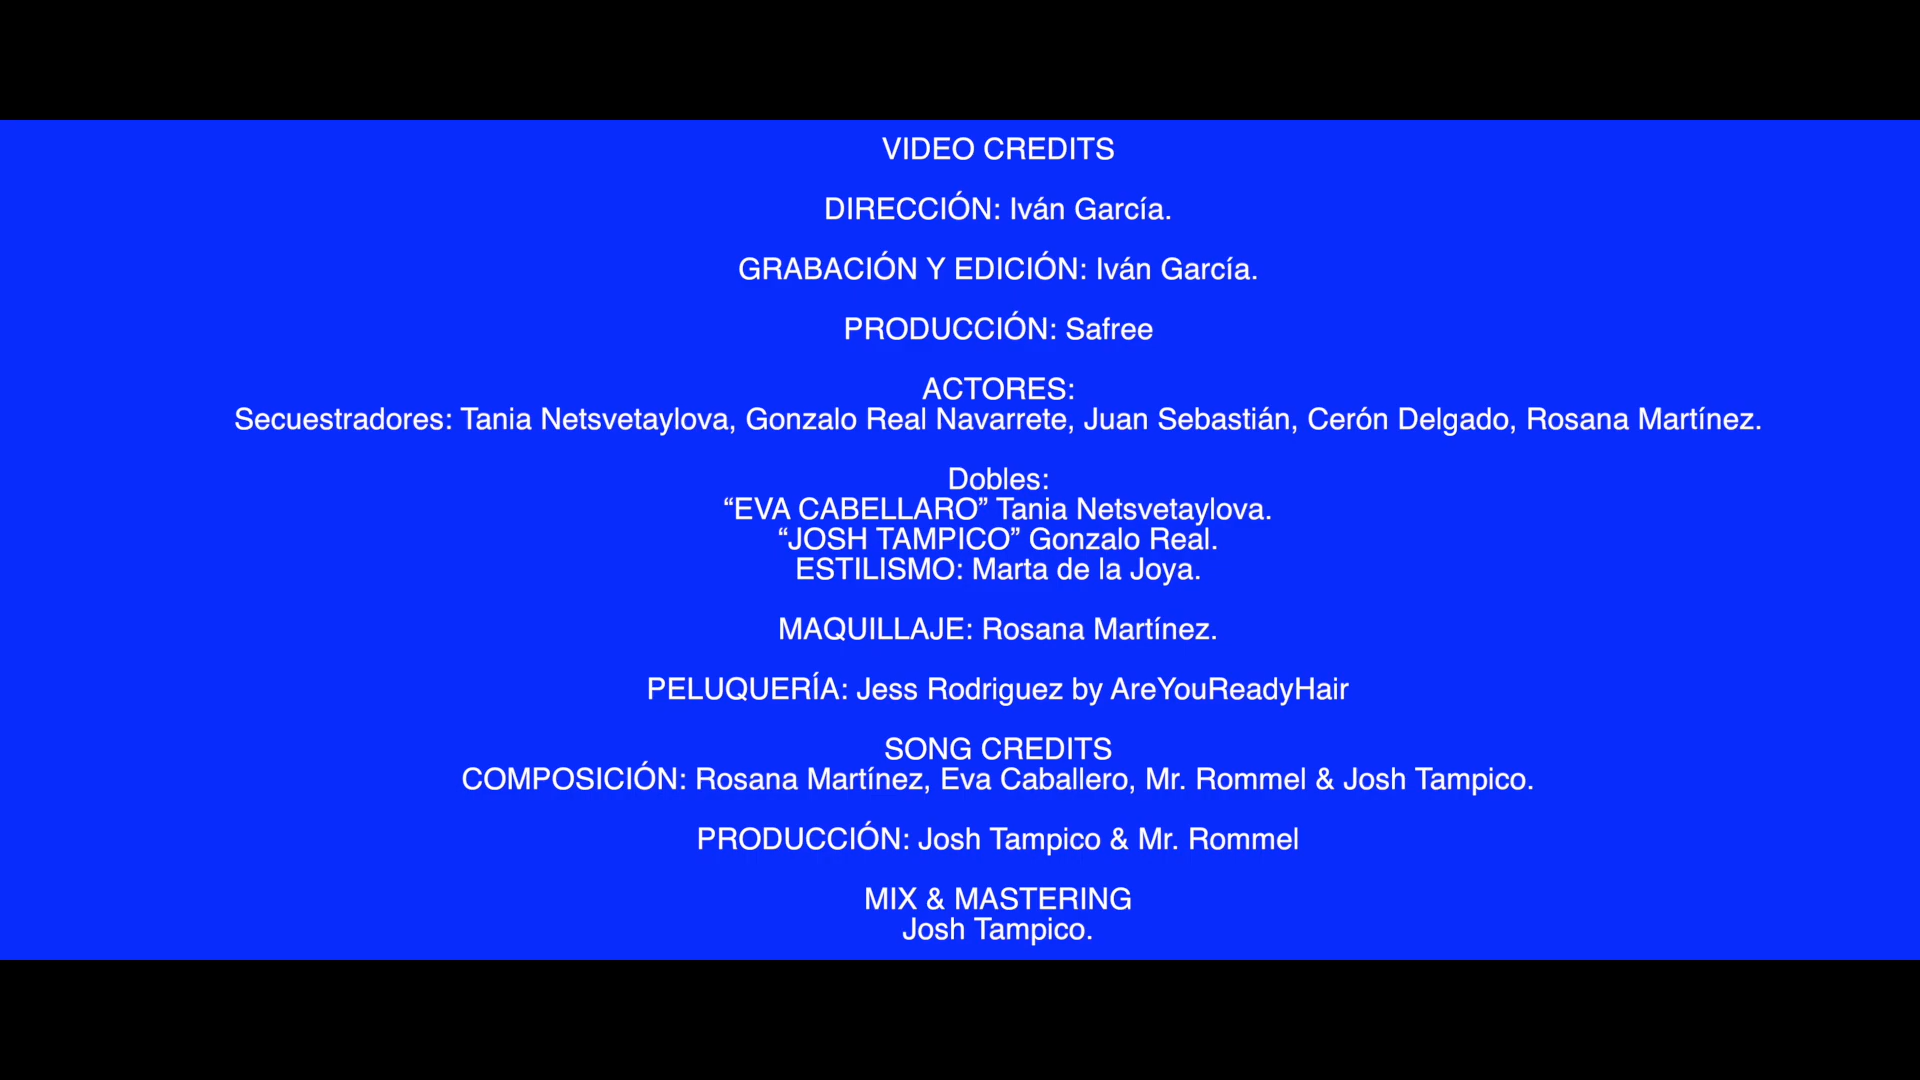 VIDEO CREDITS
DIRECCIÓN: Iván García.
GRABACIÓN Y EDICIÓN: Iván García.
PRODUCCIÓN: Safree
ACTORES:
Secuestradores: Tania Netsvetaylova, Gonzalo Real Navarrete, Juan Sebastián, Cerón Delgado, Rosana Martínez.
Dobles:
“EVA CABELLARO” Tania Netsvetaylova.
“JOSH TAMPICO” Gonzalo Real.
ESTILISMO: Marta de la Joya.
MAQUILLAJE: Rosana Martínez.
PELUQUERÍA: Jess Rodriguez by AreYouReadyHair
SONG CREDITS
COMPOSICIÓN: Rosana Martínez, Eva Caballero, Mr. Rommel & Josh Tampico.
PRODUCCIÓN: Josh Tampico & Mr. Rommel
MIX & MASTERING
Josh Tampico.